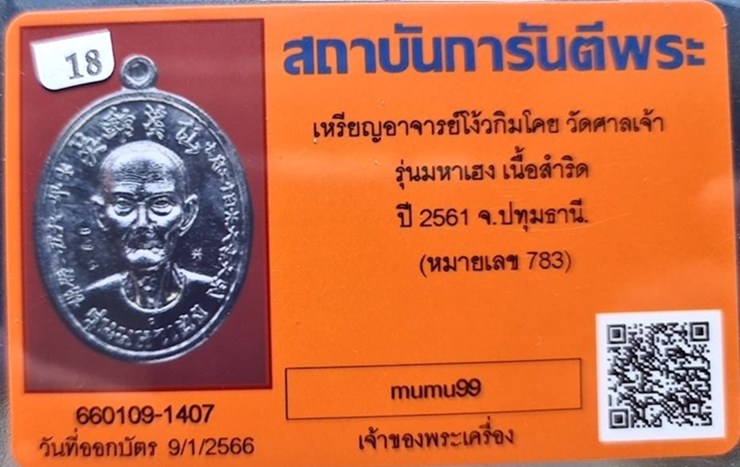 18
สถาบันการันตีพระ
เหรียญอาจารย์โง้วกิมโคย วัดศาลเจ้า
รุ่นมหาเฮง เนื้อสำริด
ปี 2561 จ.ปทุมธานี.
(หมายเลข 783)
mumu99
เจ้าของพระเครื่อง
660109-1407
วันที่ออกบัตร 9/1/2566